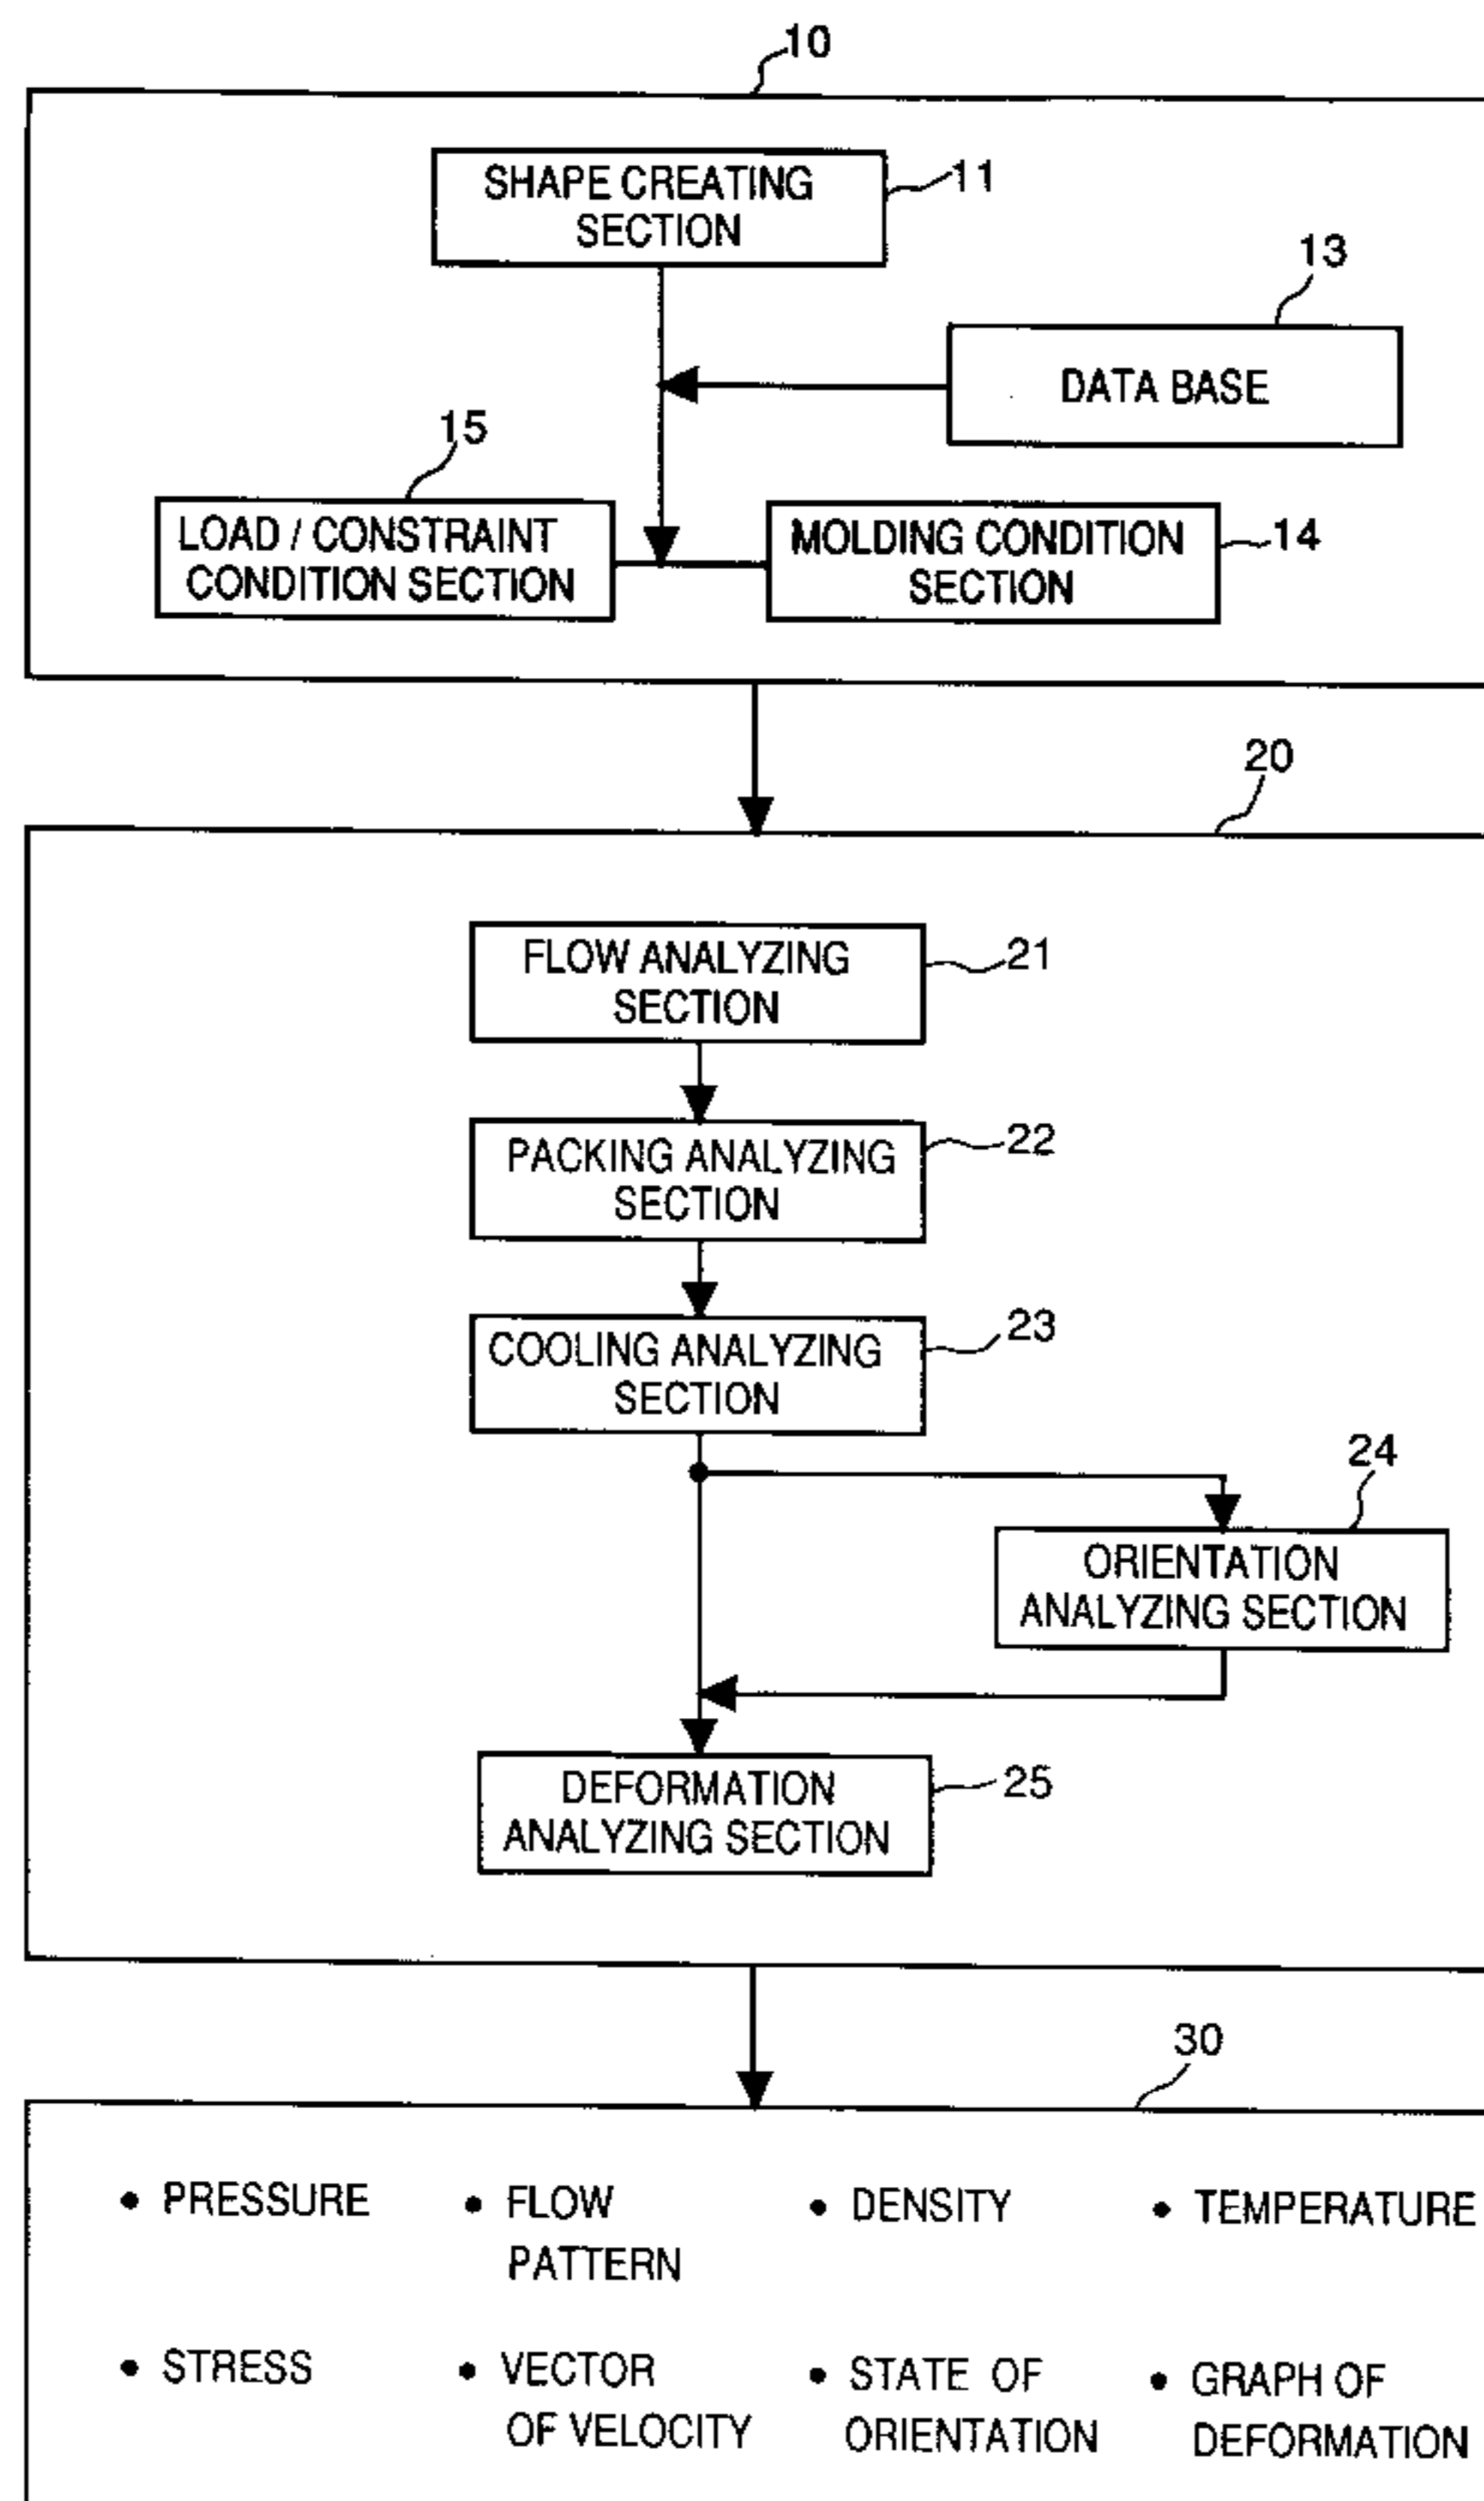 10
SHAPE CREATING
SECTION
11
13
DATA BASE
15
LOAD / CONSTRAINT
CONDITION SECTION
MOLDING CONDITION
SECTION
14
20
FLOW ANALYZING
SECTION
21
PACKING ANALYZING
SECTION
22
COOLING ANALYZING
SECTION
23
24
ORIENTATION
ANALYZING SECTION
DEFORMATION
ANALYZING SECTION
25
30
• PRESSURE
• FLOW
PATTERN
• DENSITY
• TEMPERATURE
• STRESS
• VECTOR
OF VELOCITY
• STATE OF
ORIENTATION
• GRAPH OF
DEFORMATION